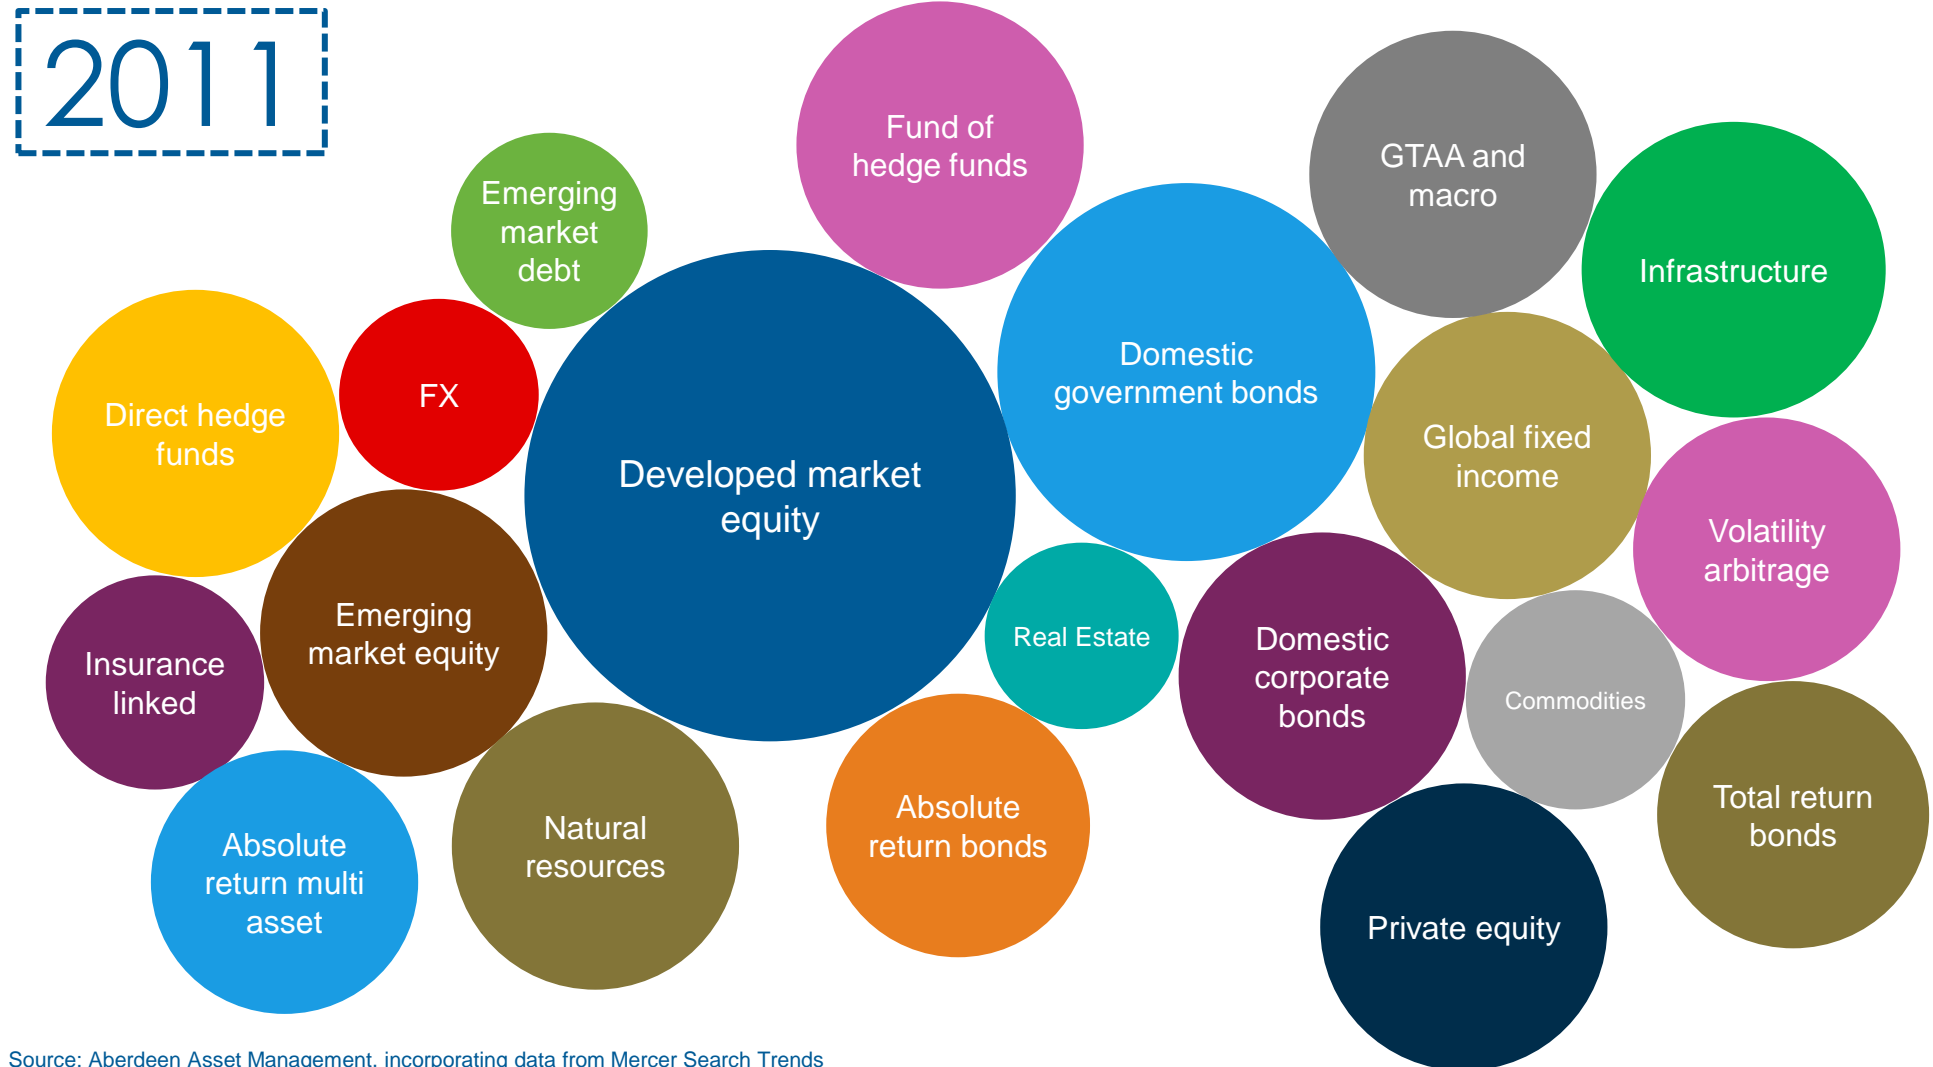 2011
Fund of
hedge funds
GTAA and
macro
Emerging
market
debt
Infrastructure
Domestic
government bonds
FX
Direct hedge
funds
Global fixed
income
Developed market
equity
Volatility
arbitrage
Emerging
market equity
Real Estate
Domestic
corporate
bonds
Insurance
linked
Commodities
Natural
resources
Absolute
return bonds
Total return
bonds
Absolute
return multi
asset
Private equity
Source: Aberdeen Asset Management, incorporating data from Mercer Search Trends